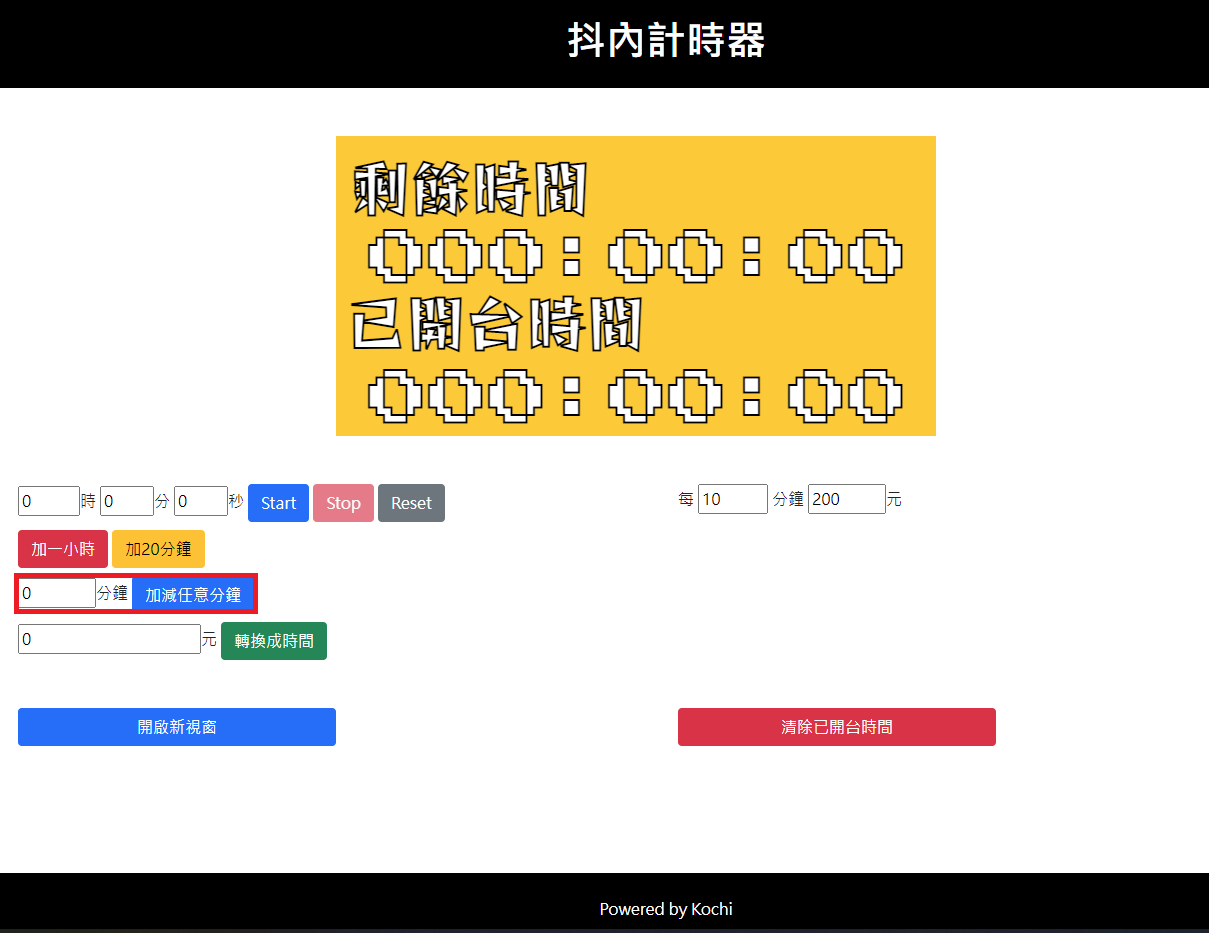 抖內計時器
剩餘時間
000:00:00
已開台時間
000:00:00
0 時 0 分 0 秒 Start Stop Reset
每 10 分鐘 200 元
加一小時 加20分鐘
0 分鐘 加減任意分鐘
0 元 轉換成時間
開啟新視窗 清除已開台時間
Powered by Kochi